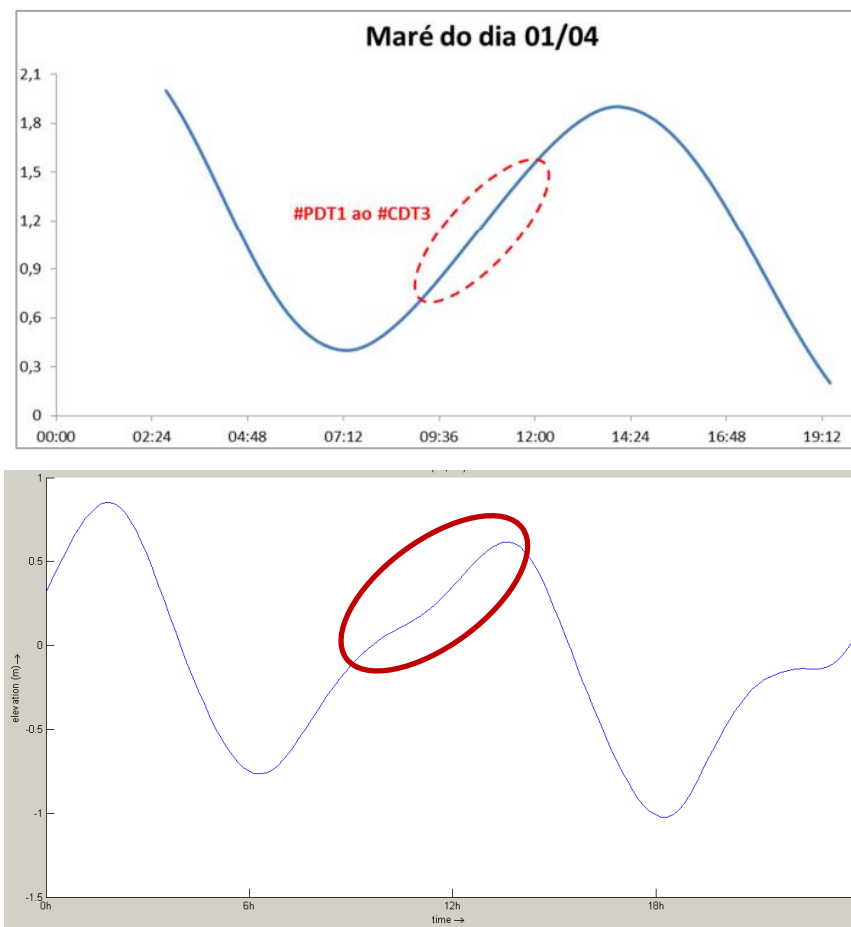 Maré do dia 01/04
2,1
1,8
1,5
#PDT1 ao #CDT3
1,2
0,9
0,6
0,3
0
00:00 02:24 04:48 07:12 09:36 12:00 14:24 16:48 19:12
1
0.5
0
elevation (m)→
-0.5
-1
-1.5
0h 6h 12h 18h
time →